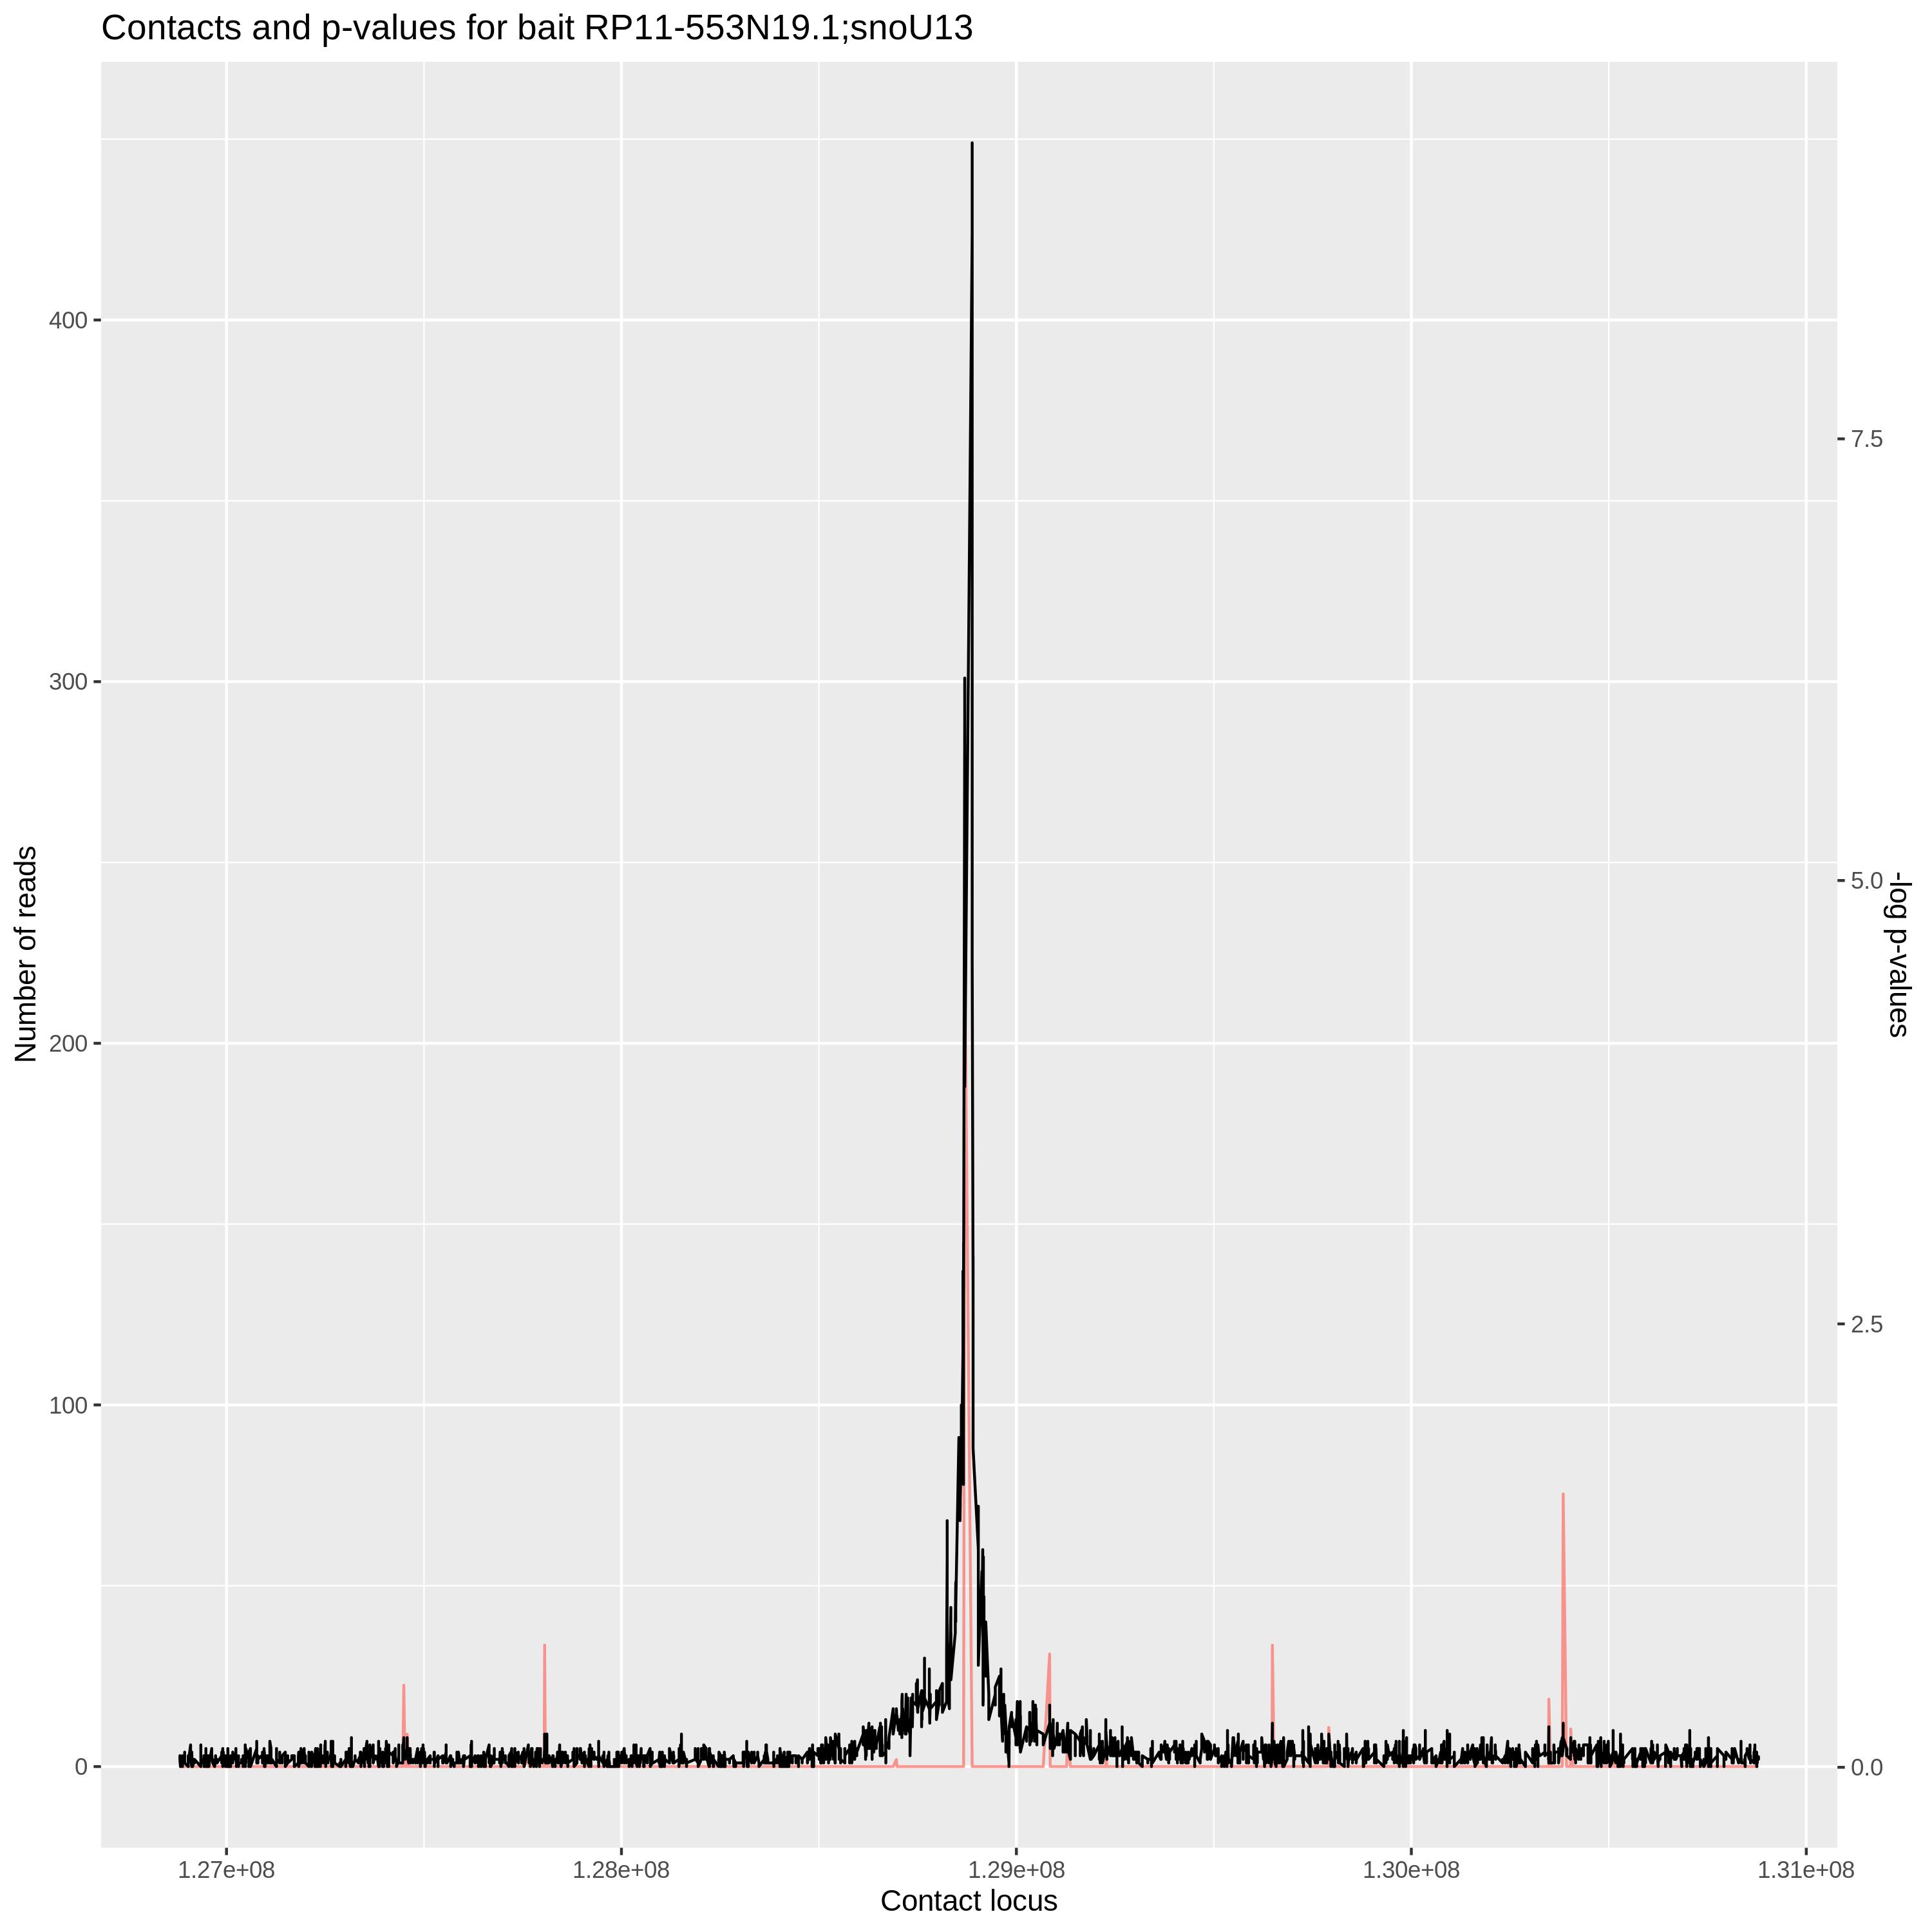 Contacts and p-values for bait RP11-553N19.1;snoU13
Number of reads
400
300
200
100
0
7.5
5.0
2.5
0.0
-log p-values
1.27e+08
1.28e+08
1.29e+08
1.30e+08
1.31e+08
Contact locus